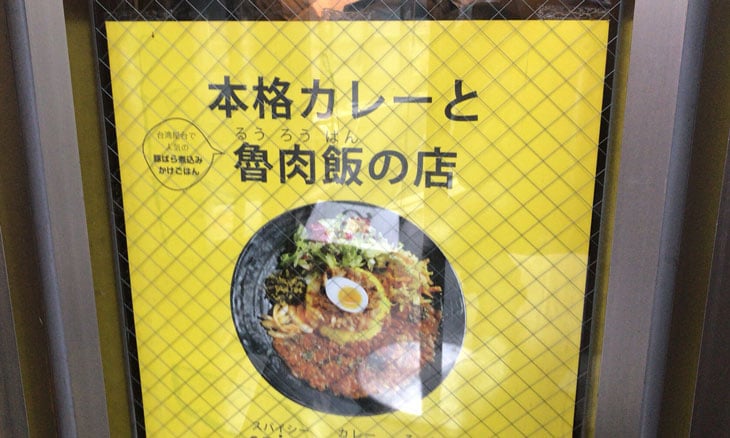 本格カレーと
台湾屋台で
人気の
豚ばら煮込み
かけごはん
るう ろう はん
魯肉飯の店
スパイシー カレー